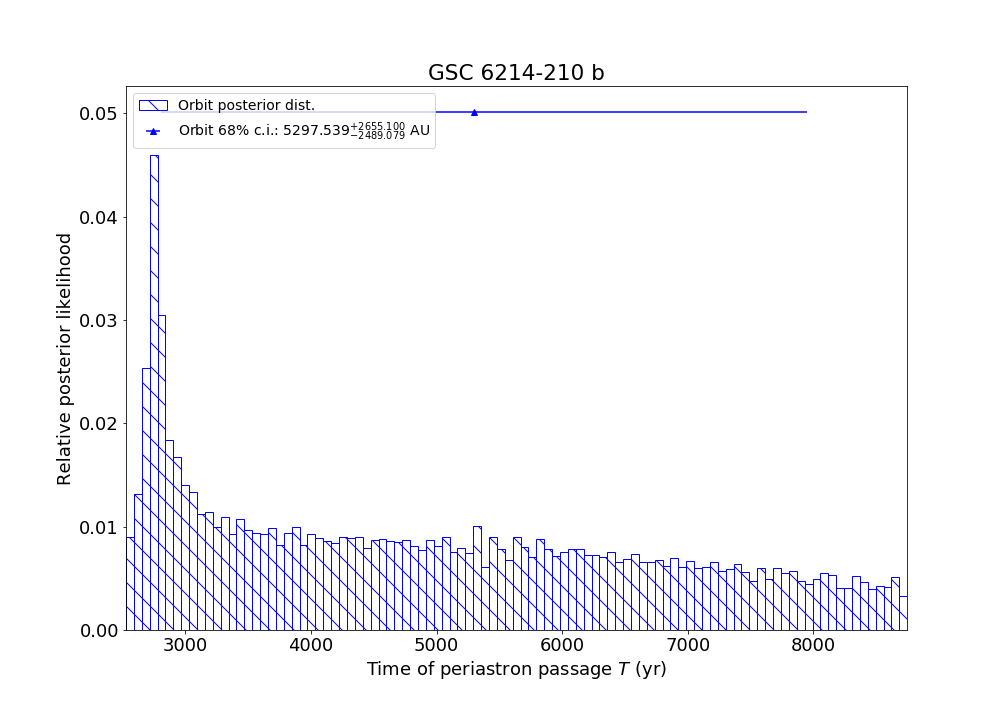 GSC 6214-210 b
Orbit posterior dist.
Orbit 68% c.i.: 5297.539+2655.100 −2489.079 AU
Relative posterior likelihood
0.05
0.04
0.03
0.02
0.01
0.00
3000 4000 5000 6000 7000 8000
Time of periastron passage T (yr)